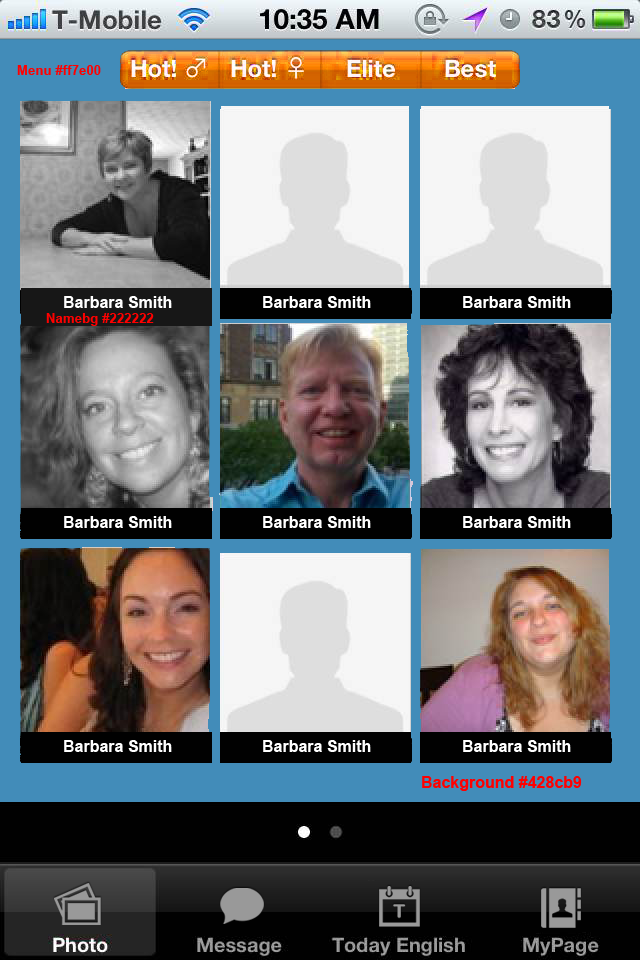 T-Mobile 10:35 AM 83%
Menu #ff7e00 Hot! ♂ Hot! ♀ Elite Best
Barbara Smith Barbara Smith Barbara Smith
Namebg #222222
Barbara Smith Barbara Smith Barbara Smith
Barbara Smith Barbara Smith Barbara Smith
Background #428cb9
T
Photo Message Today English MyPage